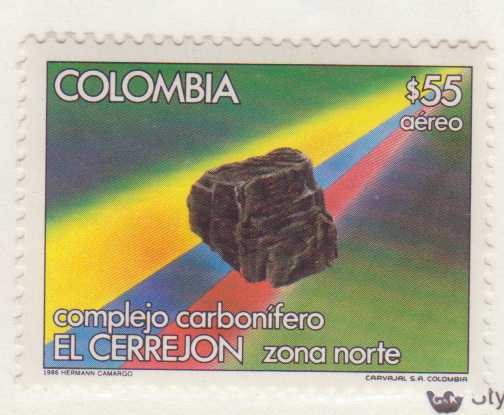 COLOMBIA $55
aéreo
complejo carbonífero
EL CERREJON zona norte
1986 HERMANN CAMARGO CARVAJAL S.A. COLOMBIA